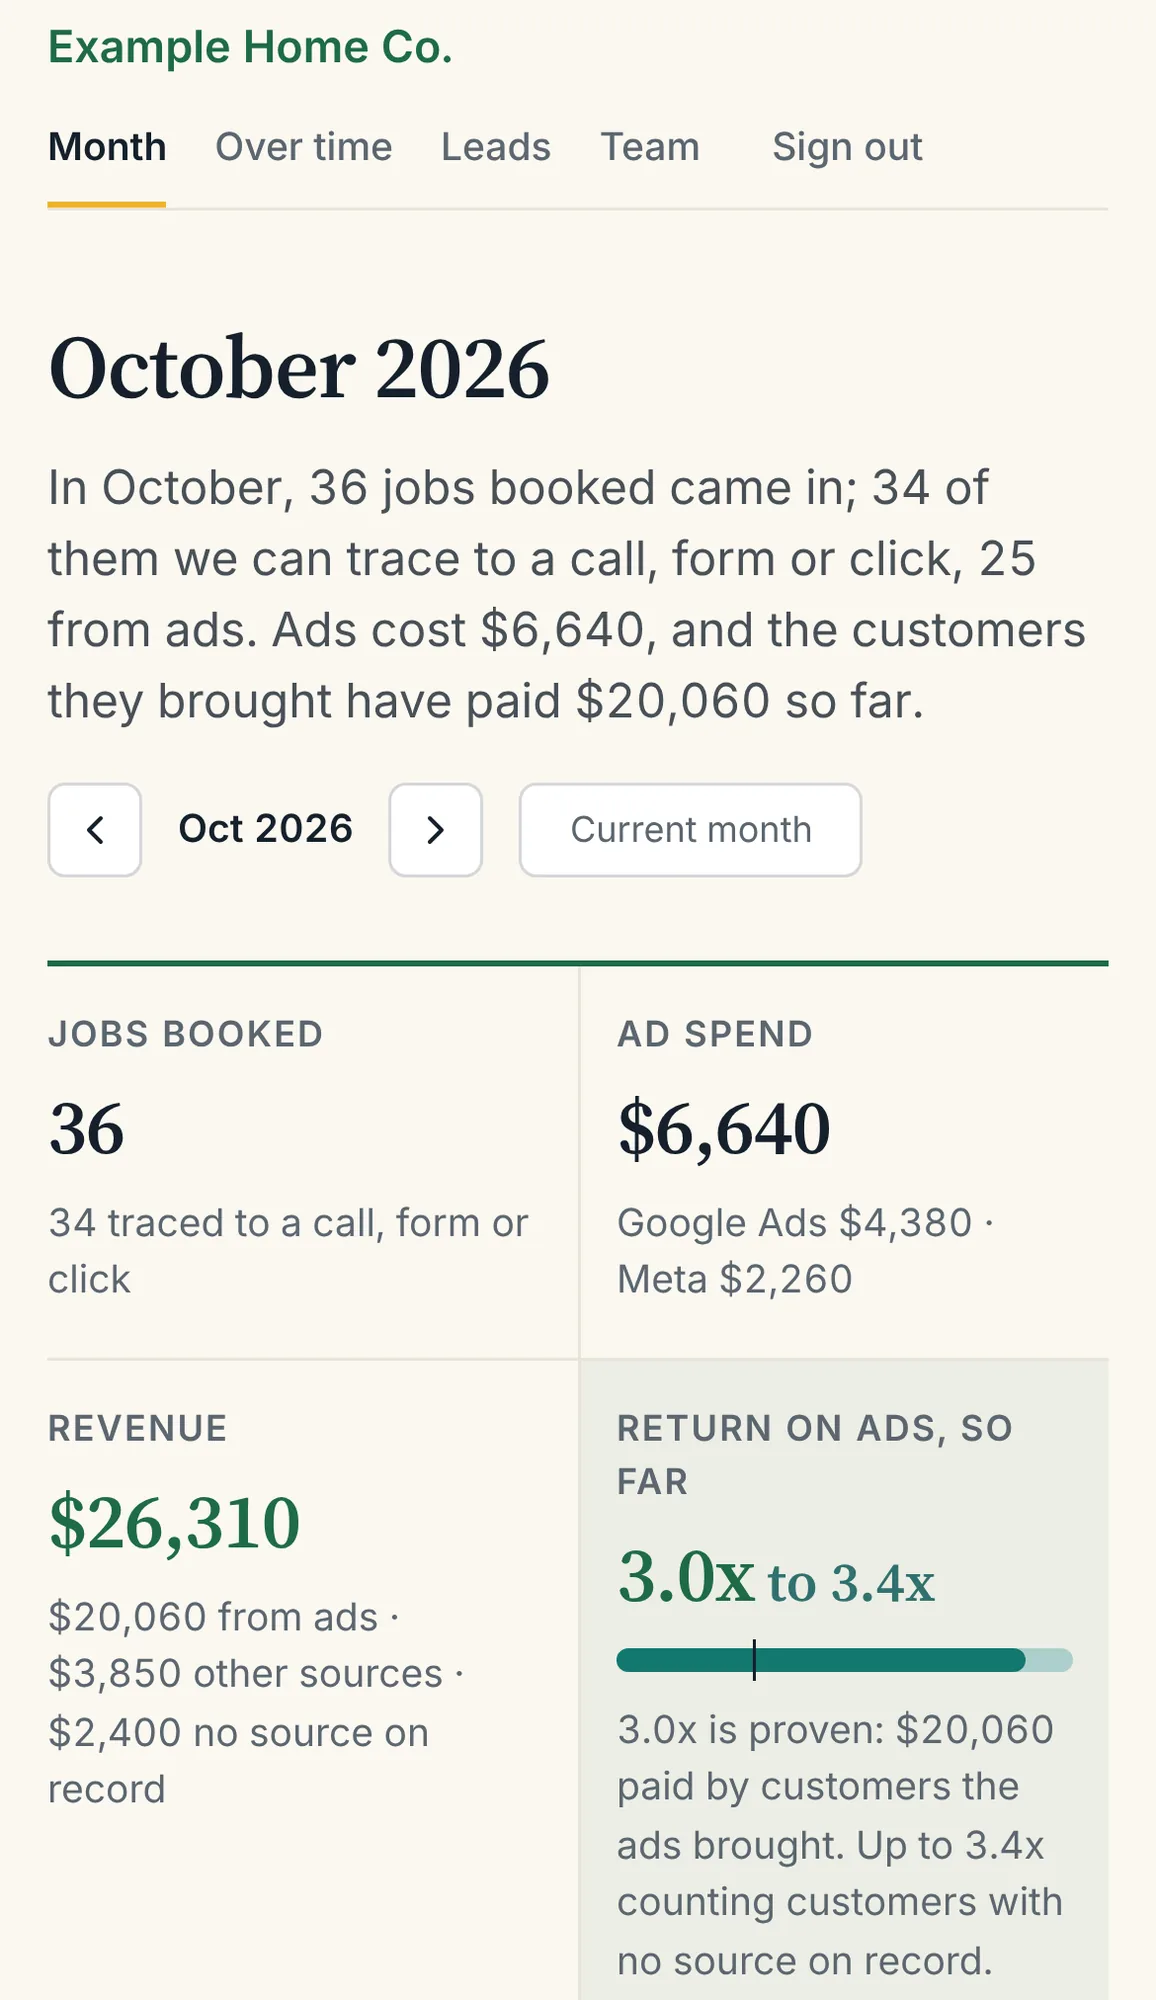 Example Home Co.
Month Over time Leads Team Sign out
October 2026
In October, 36 jobs booked came in; 34 of
them we can trace to a call, form or click, 25
from ads. Ads cost $6,640, and the customers
they brought have paid $20,060 so far.
Oct 2026 Current month
JOBS BOOKED
36
34 traced to a call, form or
click
AD SPEND
$6,640
Google Ads $4,380 ·
Meta $2,260
REVENUE
$26,310
$20,060 from ads ·
$3,850 other sources ·
$2,400 no source on
record
RETURN ON ADS, SO
FAR
3.0x to 3.4x
3.0x is proven: $20,060
paid by customers the
ads brought. Up to 3.4x
counting customers with
no source on record.